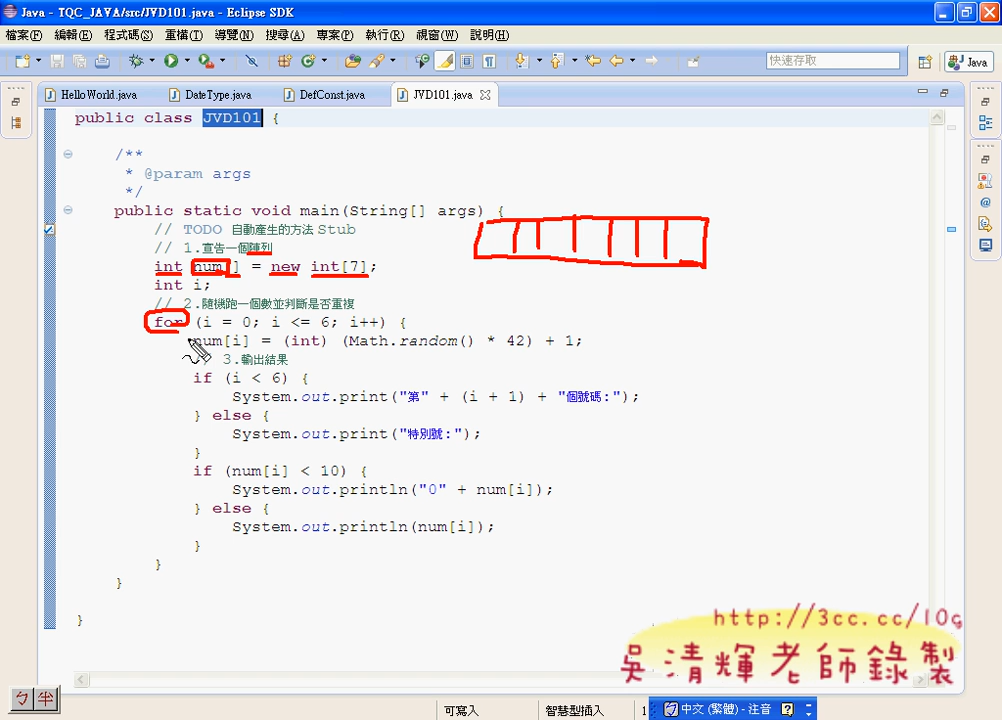 Java - TQC_JAVA/src/JVD101.java - Eclipse SDK
檔案(F) 編輯(E) 程式碼(S) 重構(T) 導覽(N) 搜尋(A) 專案(P) 執行(R) 視窗(W) 說明(H)
快速存取
Java
HelloWorld.java DateType.java DefConst.java JVD101.java
public class JVD101 {
/**
* @param args
*/
public static void main(String[] args) {
// TODO 自動產生的方法 Stub
// 1.宣告一個陣列
int num[] = new int[7];
int i;
// 2.隨機跑一個數並判斷是否重複
for (i = 0; i <= 6; i++) {
num[i] = (int) (Math.random() * 42) + 1;
3.輸出結果
if (i < 6) {
System.out.print("第" + (i + 1) + "個號碼:");
} else {
System.out.print("特別號:");
}
if (num[i] < 10) {
System.out.println("0" + num[i]);
} else {
System.out.println(num[i]);
}
}
}
}
http://3cc.cc/10g
吳清輝老師錄製
ㄅ 半
可寫入 智慧型插入 1 中文 (繁體) - 注音